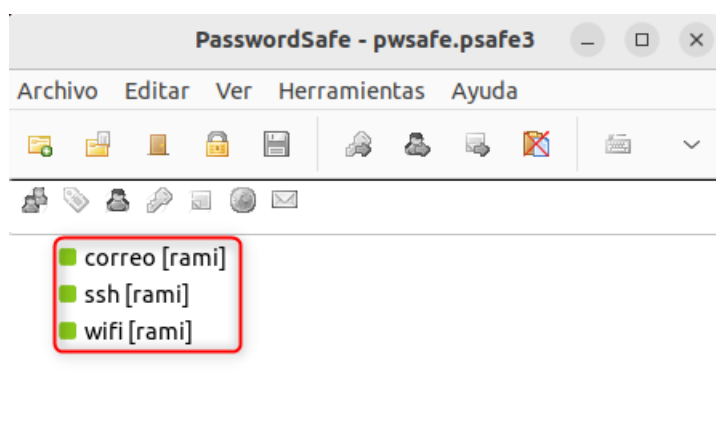 PasswordSafe - pwsafe.psafe3
Archivo Editar Ver Herramientas Ayuda
correo [rami]
ssh [rami]
wifi [rami]